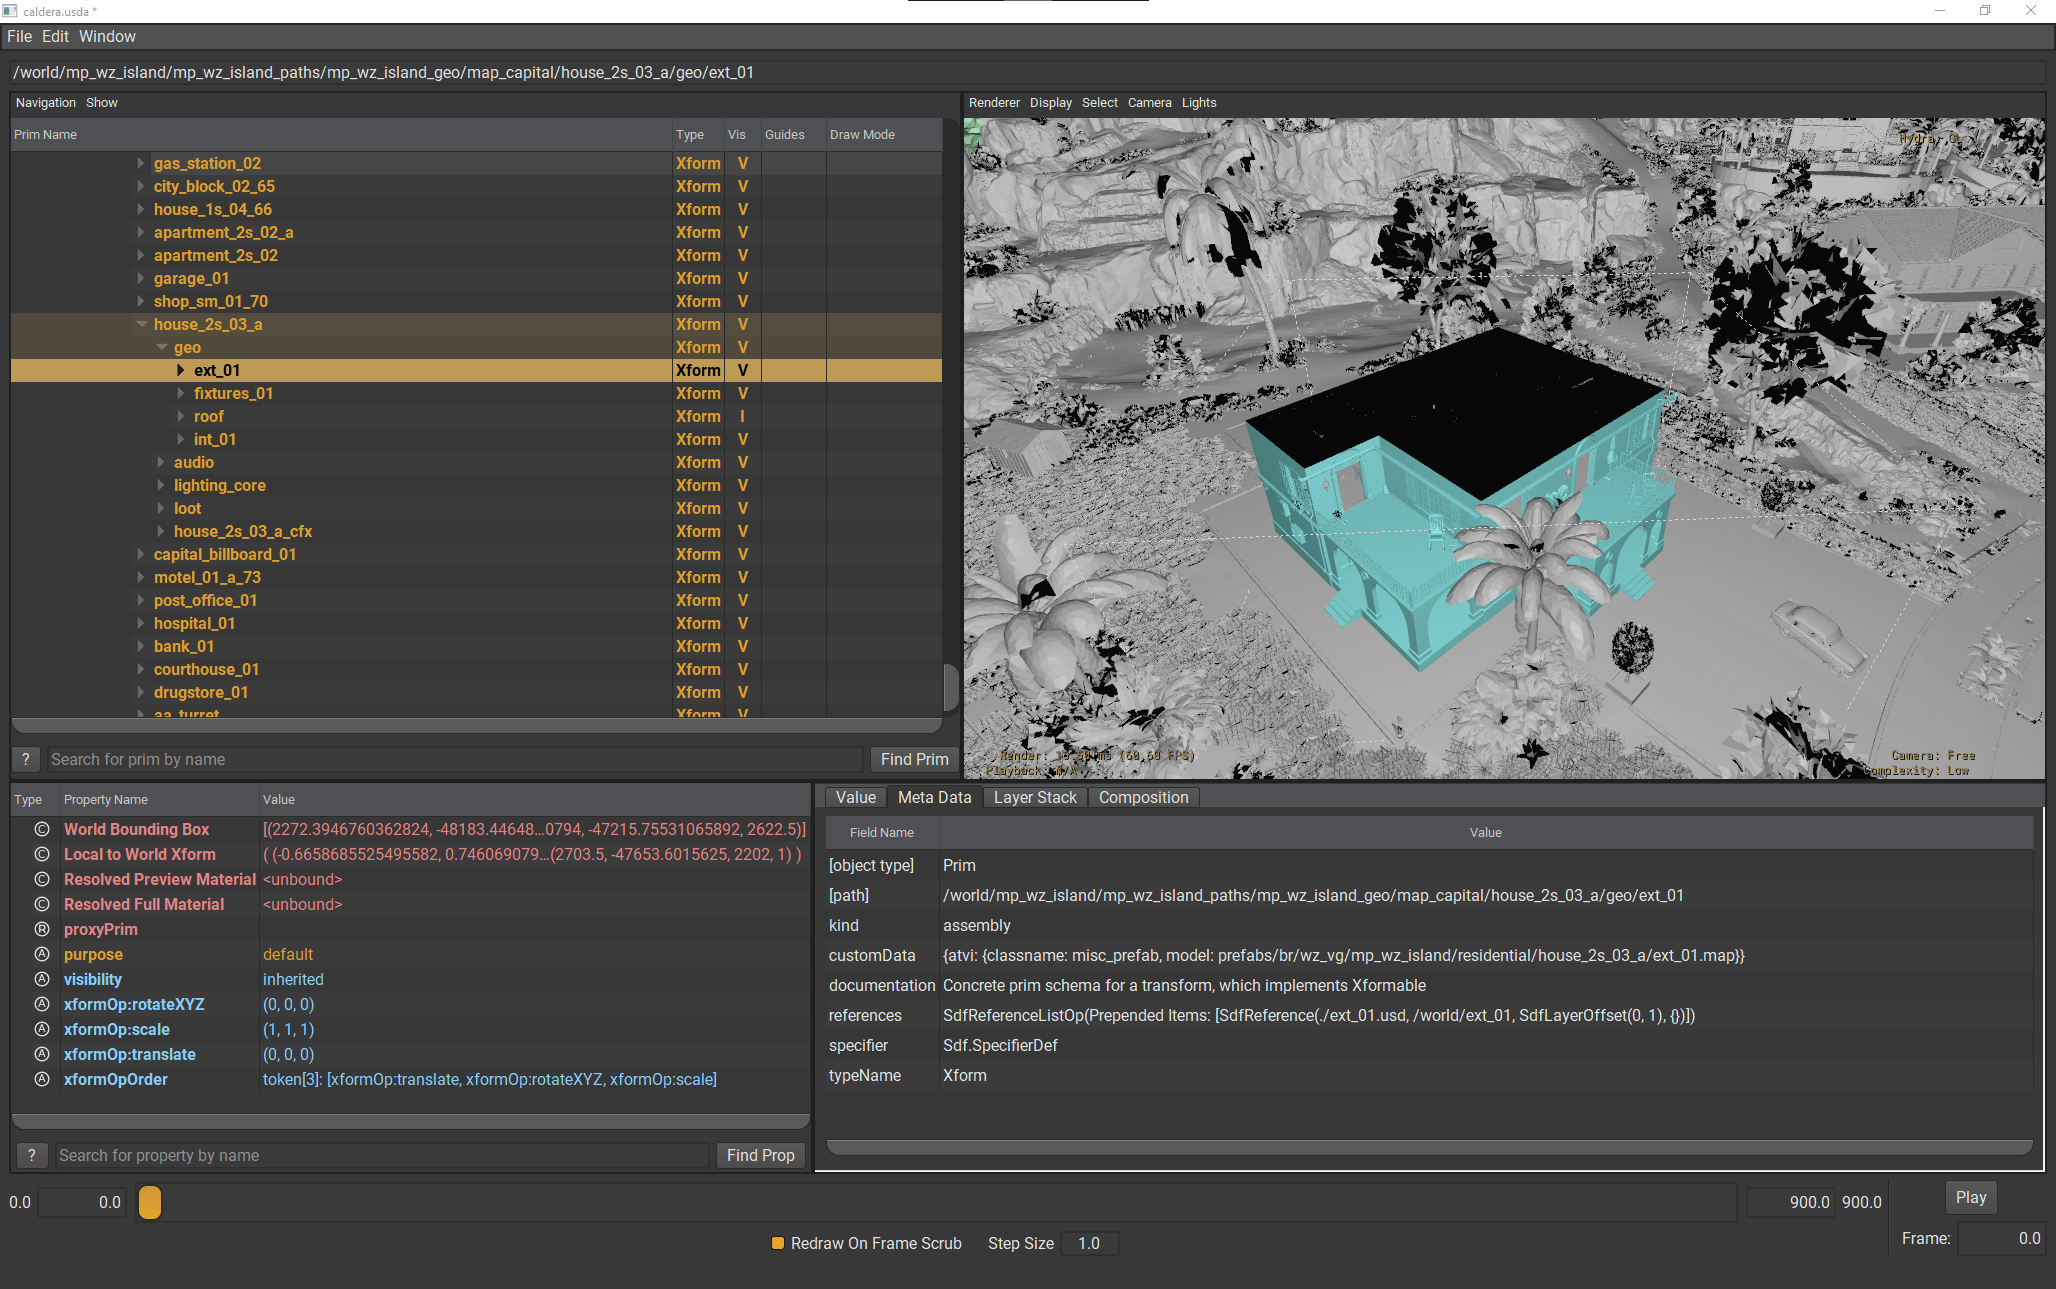 caldera.usda *
File Edit Window
/world/mp_wz_island/mp_wz_island_paths/mp_wz_island_geo/map_capital/house_2s_03_a/geo/ext_01
Navigation Show
Prim Name Type Vis Guides Draw Mode
gas_station_02 Xform V
city_block_02_65 Xform V
house_1s_04_66 Xform V
apartment_2s_02_a Xform V
apartment_2s_02 Xform V
garage_01 Xform V
shop_sm_01_70 Xform V
house_2s_03_a Xform V
geo Xform V
ext_01 Xform V
fixtures_01 Xform V
roof Xform I
int_01 Xform V
audio Xform V
lighting_core Xform V
loot Xform V
house_2s_03_a_cfx Xform V
capital_billboard_01 Xform V
motel_01_a_73 Xform V
post_office_01 Xform V
hospital_01 Xform V
bank_01 Xform V
courthouse_01 Xform V
drugstore_01 Xform V
aa_turret Xform V
? Search for prim by name Find Prim
Renderer Display Select Camera Lights
Hydra: GL
Render: ms (60.60 FPS)
Playback: N/A
Camera: Free
Complexity: Low
Type Property Name Value
C World Bounding Box [(2272.3946760362824, -48183.44648...0794, -47215.75531065892, 2622.5)]
C Local to World Xform ( (-0.6658685525495582, 0.746069079...(2703.5, -47653.6015625, 2202, 1) )
C Resolved Preview Material <unbound>
C Resolved Full Material <unbound>
R proxyPrim
A purpose default
A visibility inherited
A xformOp:rotateXYZ (0, 0, 0)
A xformOp:scale (1, 1, 1)
A xformOp:translate (0, 0, 0)
A xformOpOrder token[3]: [xformOp:translate, xformOp:rotateXYZ, xformOp:scale]
? Search for property by name Find Prop
Value Meta Data Layer Stack Composition
Field Name Value
[object type] Prim
[path] /world/mp_wz_island/mp_wz_island_paths/mp_wz_island_geo/map_capital/house_2s_03_a/geo/ext_01
kind assembly
customData {atvi: {classname: misc_prefab, model: prefabs/br/wz_vg/mp_wz_island/residential/house_2s_03_a/ext_01.map}}
documentation Concrete prim schema for a transform, which implements Xformable
references SdfReferenceListOp(Prepended Items: [SdfReference(./ext_01.usd, /world/ext_01, SdfLayerOffset(0, 1), {})])
specifier Sdf.SpecifierDef
typeName Xform
0.0 0.0 900.0 900.0 Play
Redraw On Frame Scrub Step Size 1.0 Frame: 0.0